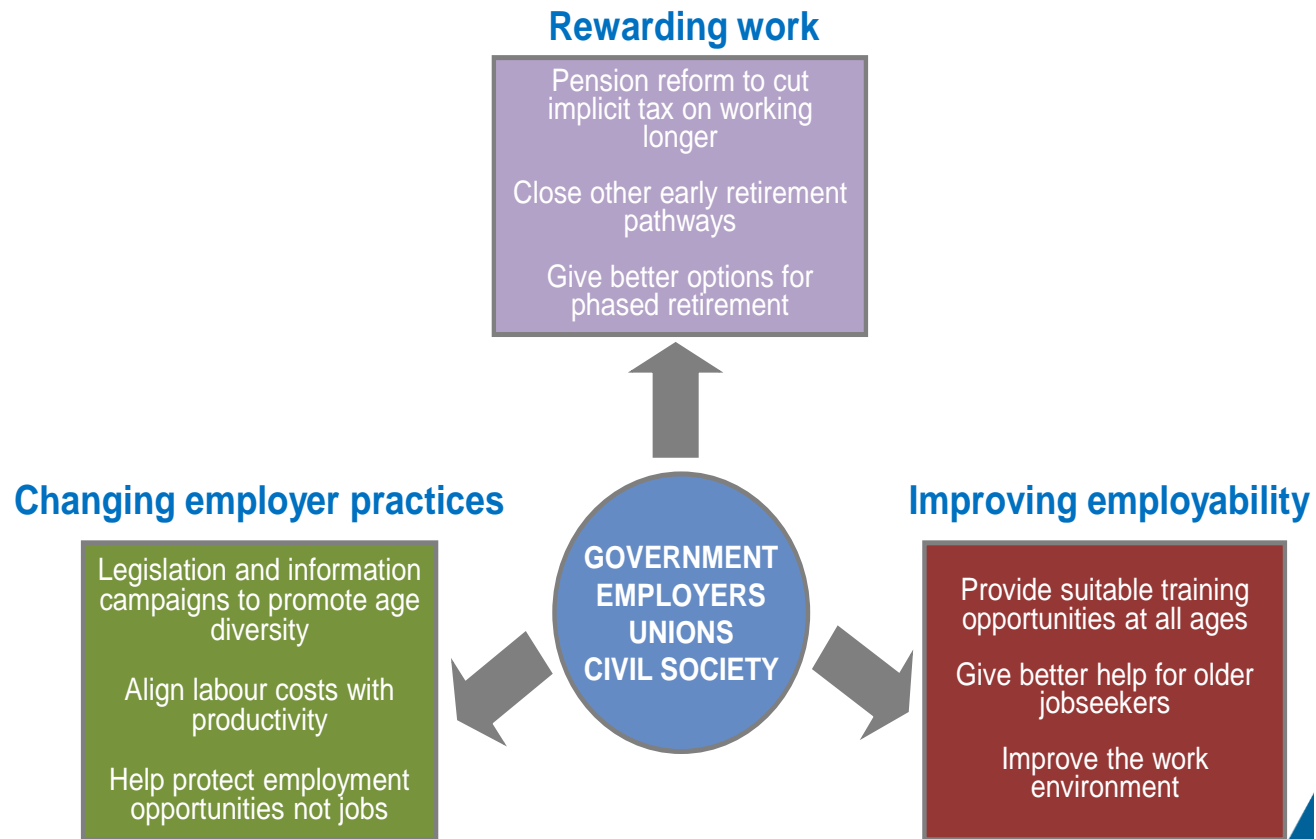 Rewarding work
Pension reform to cut
implicit tax on working
longer
Close other early retirement
pathways
Give better options for
phased retirement
Changing employer practices
Legislation and information
campaigns to promote age
diversity
Align labour costs with
productivity
Help protect employment
opportunities not jobs
GOVERNMENT
EMPLOYERS
UNIONS
CIVIL SOCIETY
Improving employability
Provide suitable training
opportunities at all ages
Give better help for older
jobseekers
Improve the work
environment